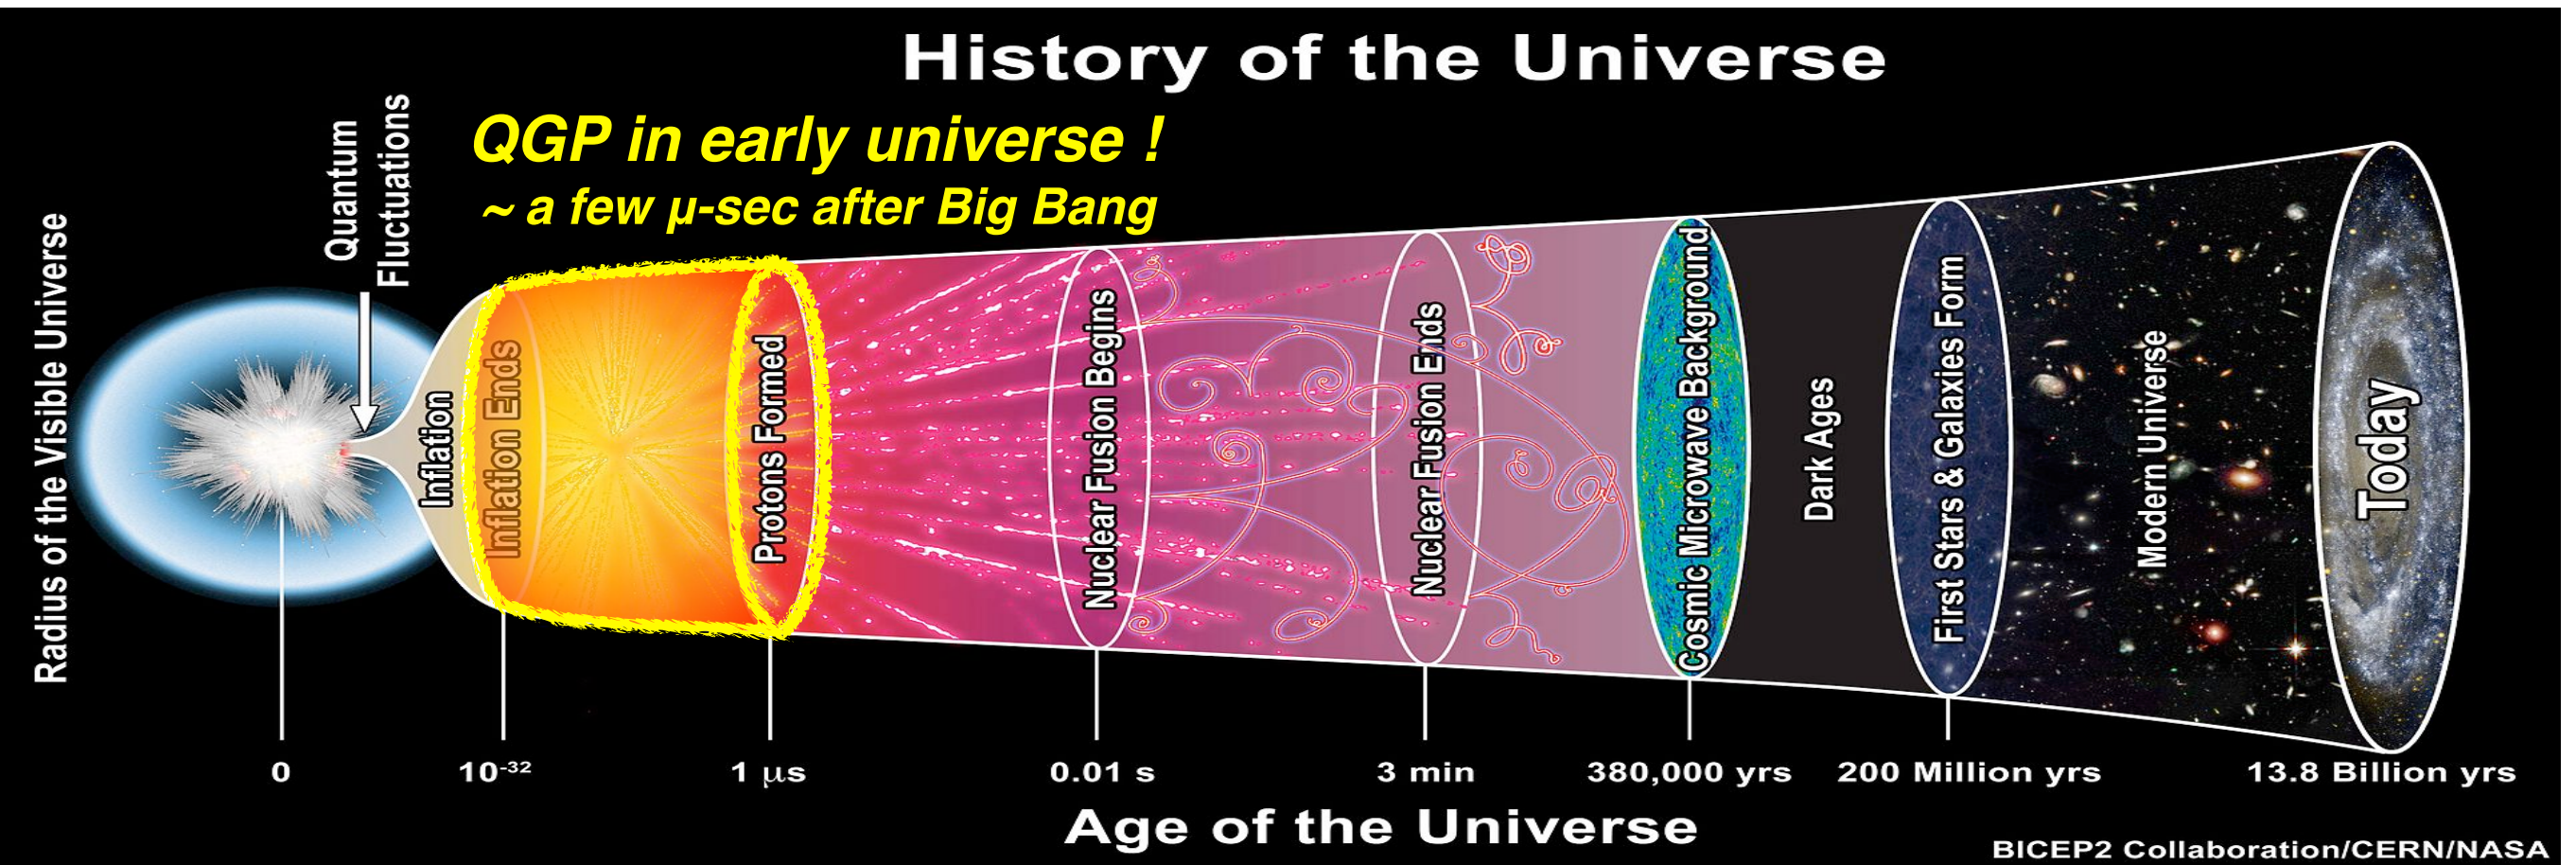 History of the Universe
QGP in early universe !
~ a few μ-sec after Big Bang
Radius of the Visible Universe
Quantum
Fluctuations
Inflation
Inflation Ends
Protons Formed
Nuclear Fusion Begins
Nuclear Fusion Ends
Cosmic Microwave Background
Dark Ages
First Stars & Galaxies Form
Modern Universe
Today
0
10⁻³²
1 μs
0.01 s
3 min
380,000 yrs
200 Million yrs
13.8 Billion yrs
Age of the Universe
BICEP2 Collaboration/CERN/NASA